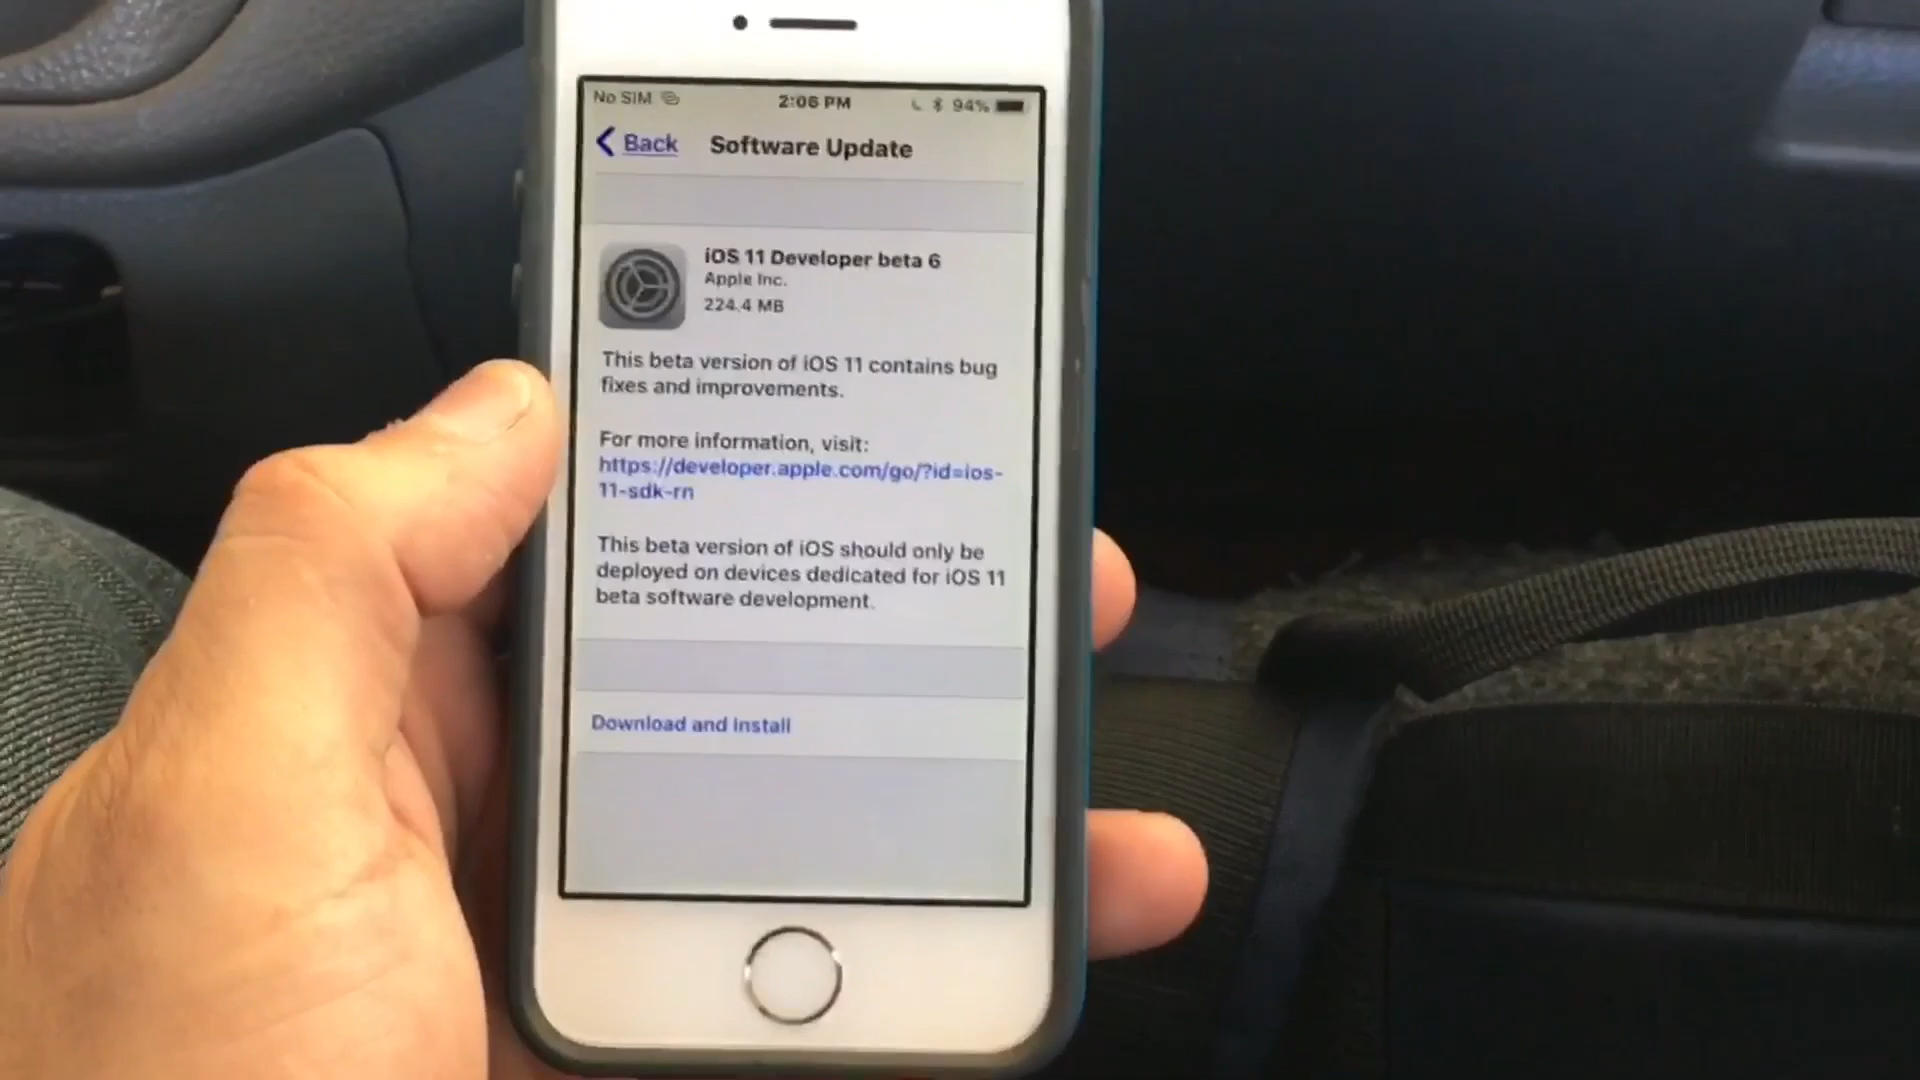 No SIM 2:06 PM 94%
Back Software Update
iOS 11 Developer beta 6
Apple Inc.
224.4 MB
This beta version of iOS 11 contains bug
fixes and improvements.
For more information, visit:
https://developer.apple.com/go/?id=ios-
11-sdk-rn
This beta version of iOS should only be
deployed on devices dedicated for iOS 11
beta software development.
Download and Install